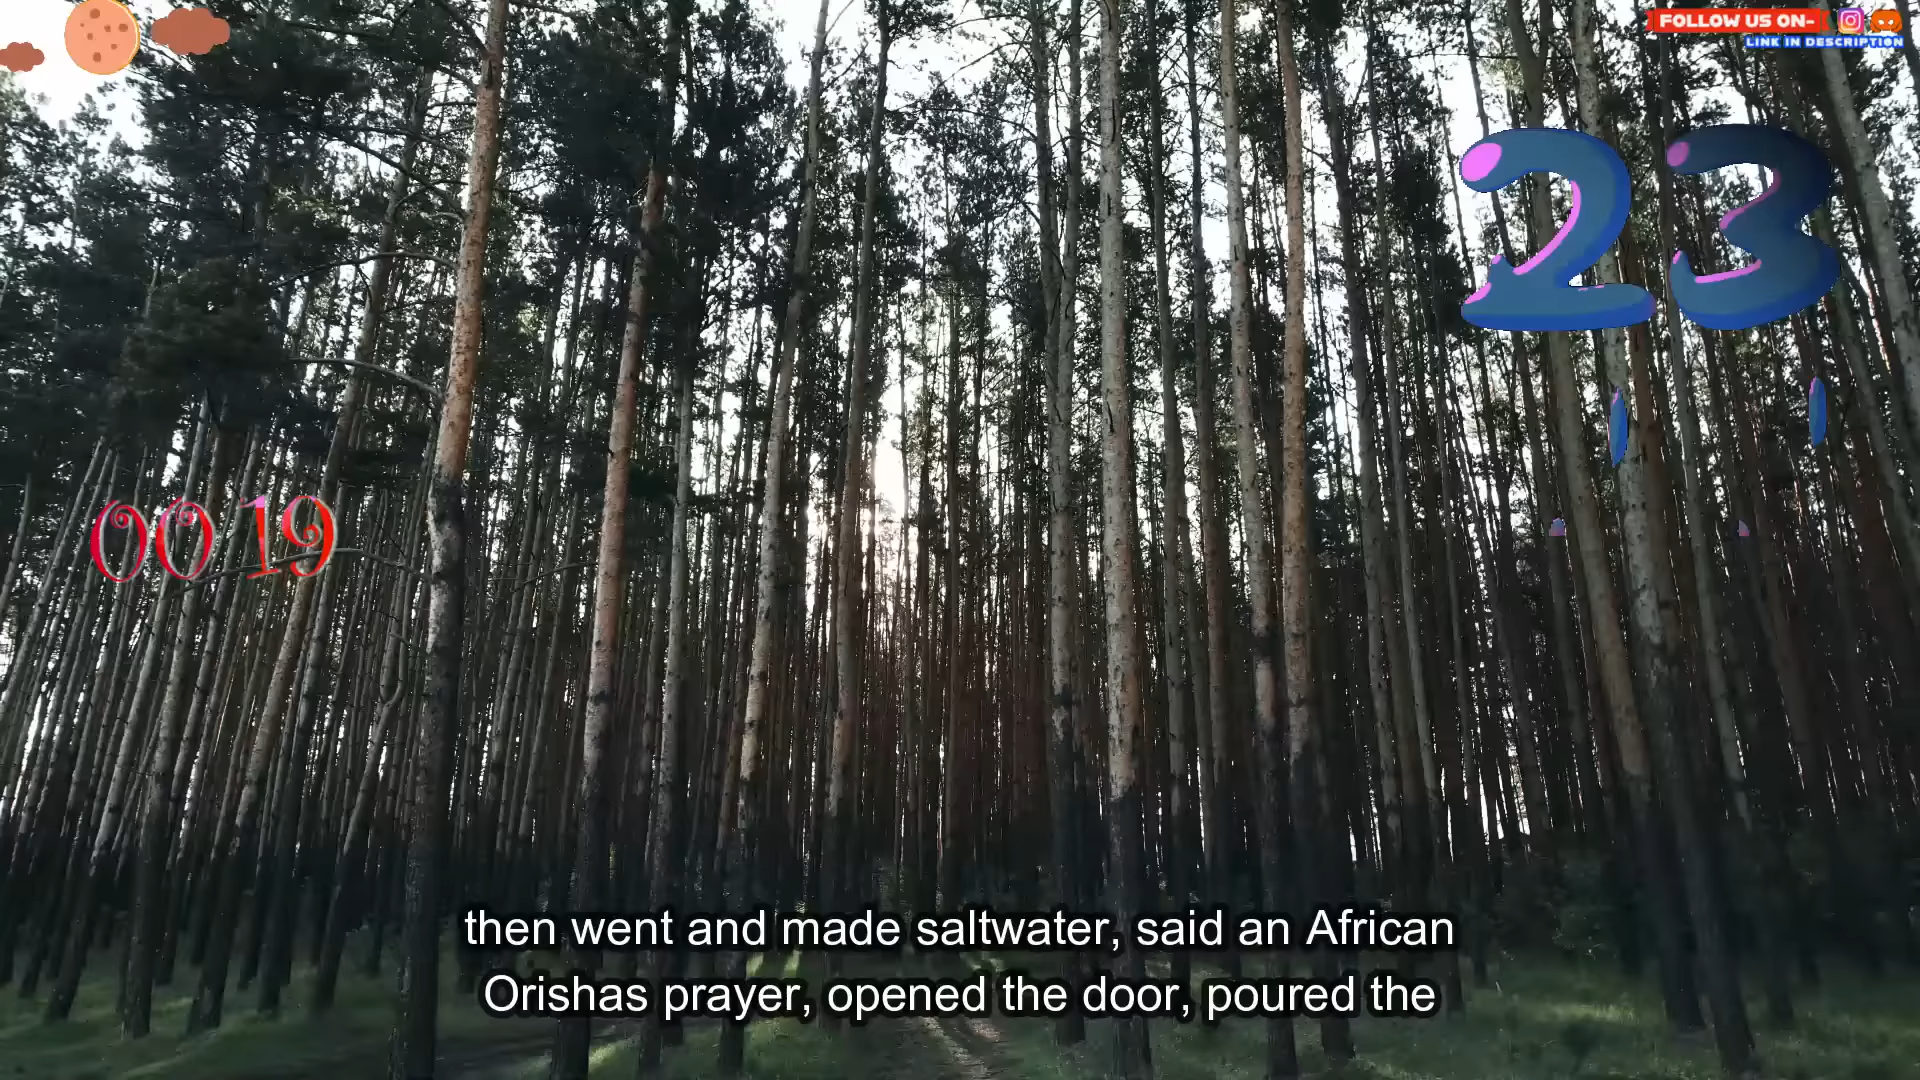 FOLLOW US ON-
LINK IN DESCRIPTION
23
00 19
then went and made saltwater, said an African
Orishas prayer, opened the door, poured the